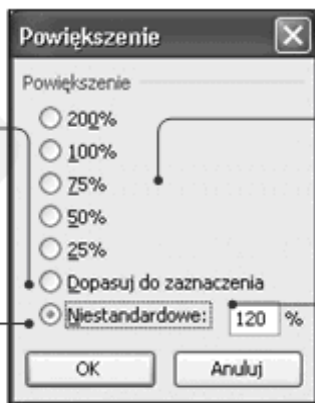 Powiększenie
Powiększenie
200%
100%
75%
50%
25%
Dopasuj do zaznaczenia
Niestandardowe: 120 %
OK Anuluj